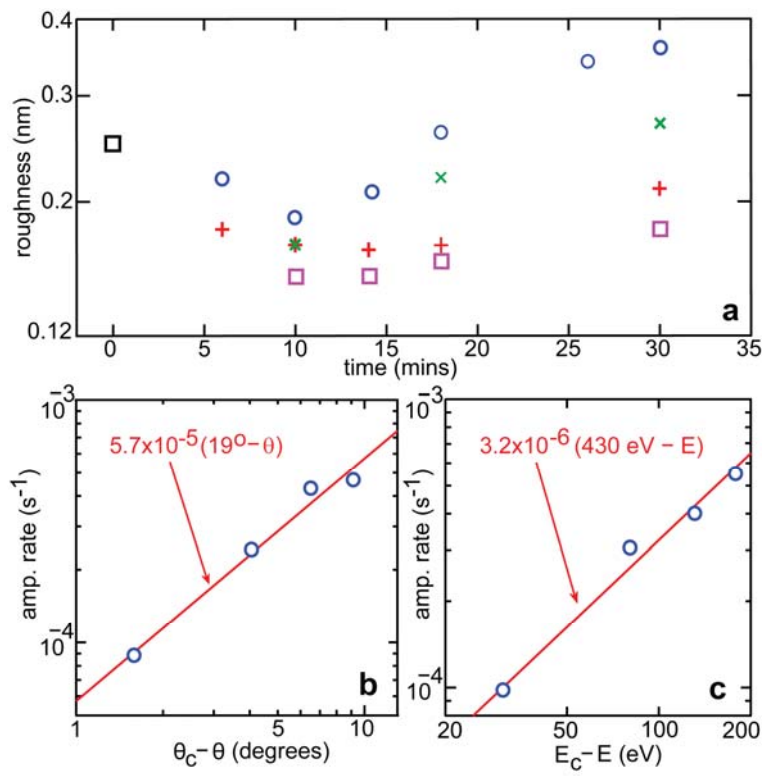 0.4
0.3
0.2
0.12
roughness (nm)
0 5 10 15 20 25 30 35
time (mins)
a
10⁻³
10⁻⁴
amp. rate (s⁻¹)
5.7x10⁻⁵(19º−θ)
b
1 5 10
θc−θ (degrees)
10⁻³
10⁻⁴
amp. rate (s⁻¹)
3.2x10⁻⁶ (430 eV − E)
c
20 50 100 200
Ec−E (eV)